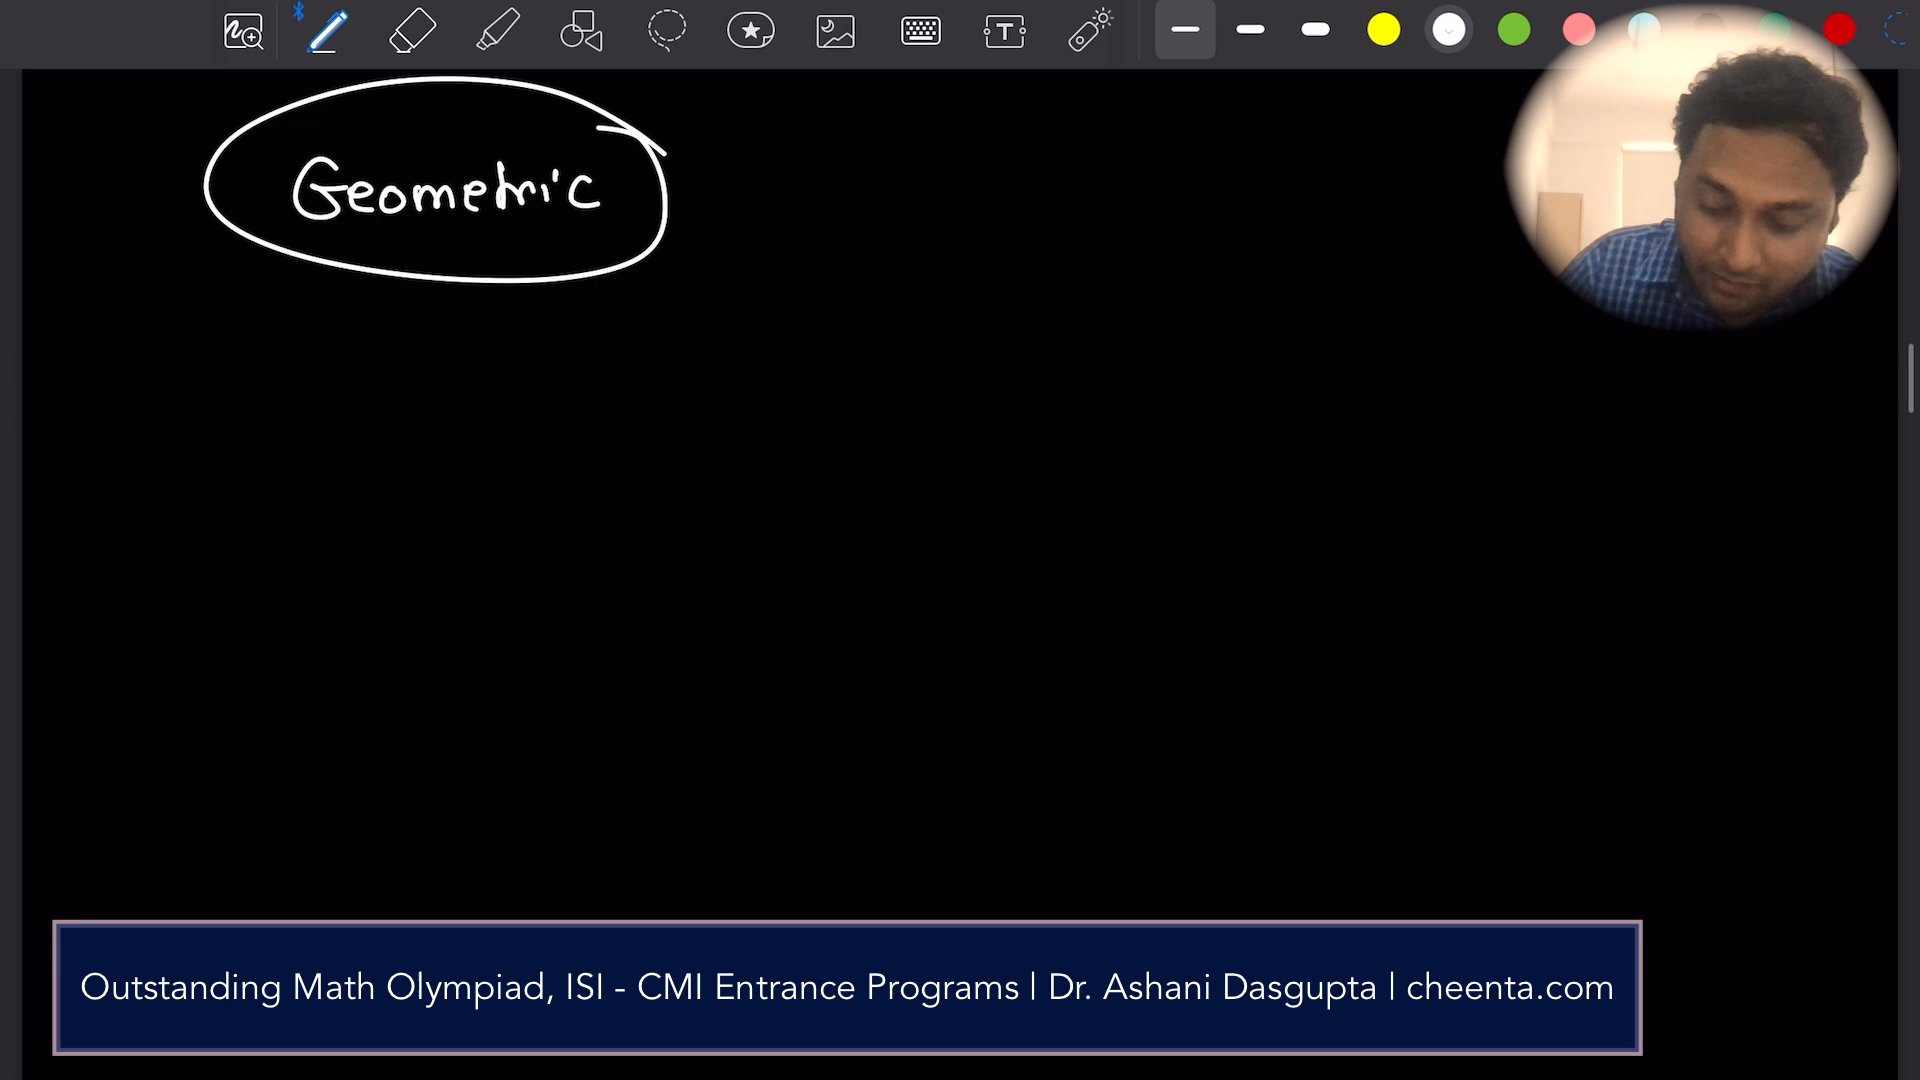 Geometric
Outstanding Math Olympiad, ISI - CMI Entrance Programs | Dr. Ashani Dasgupta | cheenta.com